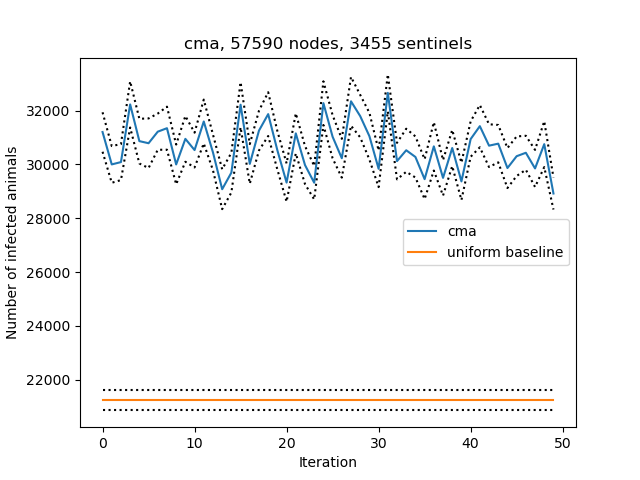 cma, 57590 nodes, 3455 sentinels
Number of infected animals
32000
30000
28000
26000
24000
22000
cma
uniform baseline
0 10 20 30 40 50
Iteration